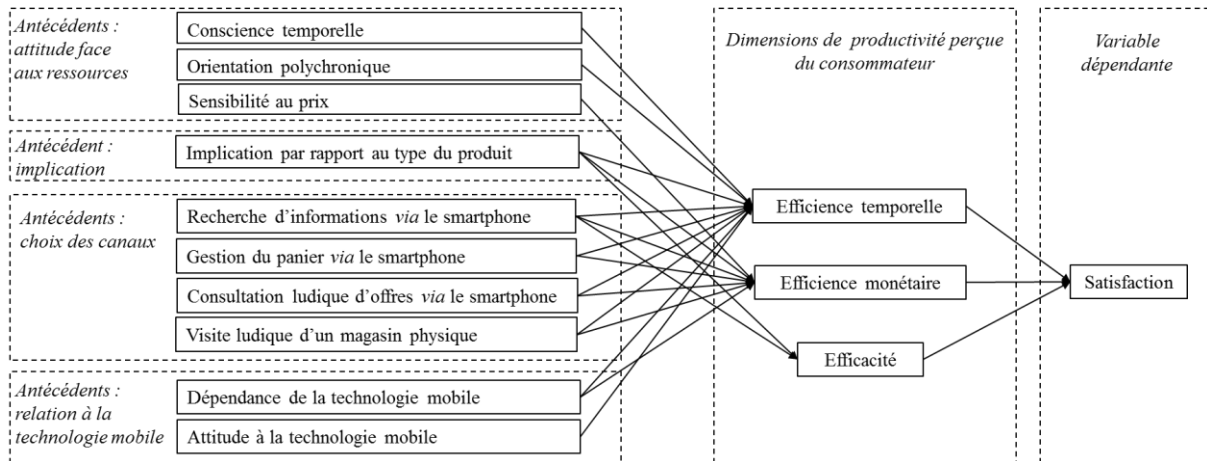 Antécédents :
attitude face
aux ressources
Conscience temporelle
Orientation polychronique
Sensibilité au prix
Antécédent :
implication
Implication par rapport au type du produit
Antécédents :
choix des canaux
Recherche d’informations via le smartphone
Gestion du panier via le smartphone
Consultation ludique d’offres via le smartphone
Visite ludique d’un magasin physique
Antécédents :
relation à la
technologie mobile
Dépendance de la technologie mobile
Attitude à la technologie mobile
Dimensions de productivité perçue
du consommateur
Efficience temporelle
Efficience monétaire
Efficacité
Variable
dépendante
Satisfaction